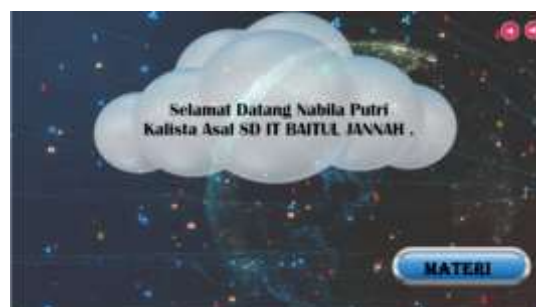 Selamat Datang Nabila Putri
Kalista Asal SD IT BAITUL JANNAH .
MATERI